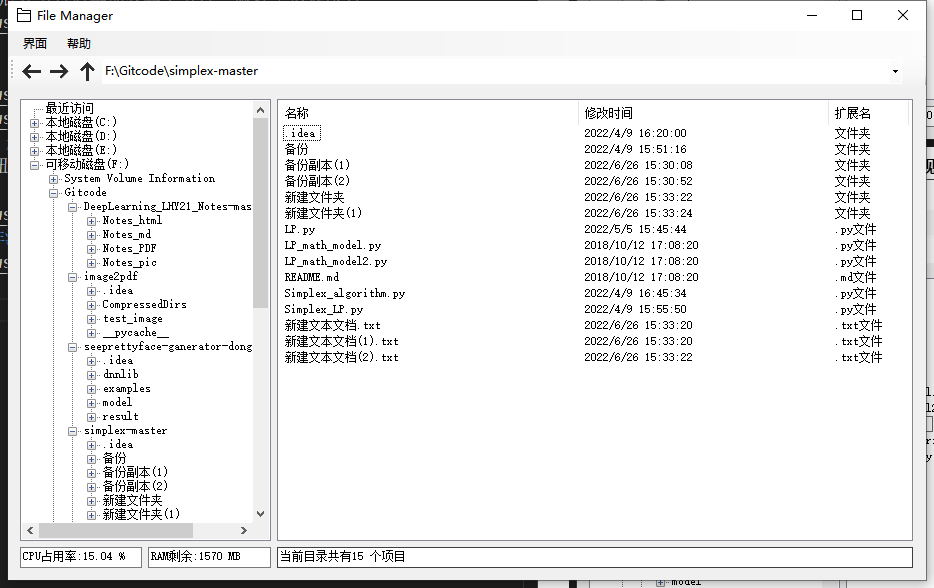 File Manager
界面 帮助
F:\Gitcode\simplex-master
最近访问
本地磁盘(C:)
本地磁盘(D:)
本地磁盘(E:)
可移动磁盘(F:)
System Volume Information
Gitcode
DeepLearning_LHY21_Notes-mas
Notes_html
Notes_md
Notes_PDF
Notes_pic
image2pdf
.idea
CompressedDirs
test_image
__pycache__
seeprettyface-ganerator-dong
.idea
dnnlib
examples
model
result
simplex-master
.idea
备份
备份副本(1)
备份副本(2)
新建文件夹
新建文件夹(1)
名称 修改时间 扩展名
.idea 2022/4/9 16:20:00 文件夹
备份 2022/4/9 15:51:16 文件夹
备份副本(1) 2022/6/26 15:30:08 文件夹
备份副本(2) 2022/6/26 15:30:52 文件夹
新建文件夹 2022/6/26 15:33:22 文件夹
新建文件夹(1) 2022/6/26 15:33:24 文件夹
LP.py 2022/5/5 15:45:44 .py文件
LP_math_model.py 2018/10/12 17:08:20 .py文件
LP_math_model2.py 2018/10/12 17:08:20 .py文件
README.md 2018/10/12 17:08:20 .md文件
Simplex_algorithm.py 2022/4/9 16:45:34 .py文件
Simplex_LP.py 2022/4/9 15:55:50 .py文件
新建文本文档.txt 2022/6/26 15:33:20 .txt文件
新建文本文档(1).txt 2022/6/26 15:33:20 .txt文件
新建文本文档(2).txt 2022/6/26 15:33:22 .txt文件
CPU占用率:15.04 % RAM剩余:1570 MB 当前目录共有15 个项目
model